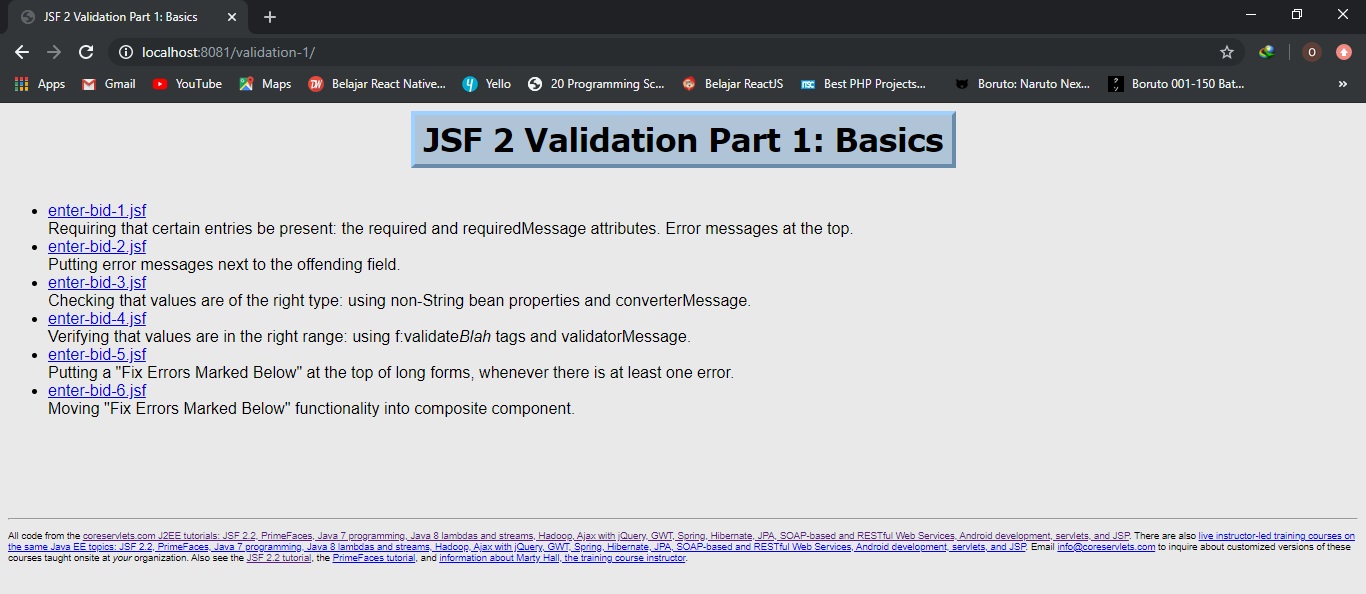 JSF 2 Validation Part 1: Basics
localhost:8081/validation-1/
O
Apps Gmail YouTube Maps Belajar React Native... Yello 20 Programming Sc... Belajar ReactJS Best PHP Projects... Boruto: Naruto Nex... Boruto 001-150 Bat... »
JSF 2 Validation Part 1: Basics
• enter-bid-1.jsf
Requiring that certain entries be present: the required and requiredMessage attributes. Error messages at the top.
• enter-bid-2.jsf
Putting error messages next to the offending field.
• enter-bid-3.jsf
Checking that values are of the right type: using non-String bean properties and converterMessage.
• enter-bid-4.jsf
Verifying that values are in the right range: using f:validateBlah tags and validatorMessage.
• enter-bid-5.jsf
Putting a "Fix Errors Marked Below" at the top of long forms, whenever there is at least one error.
• enter-bid-6.jsf
Moving "Fix Errors Marked Below" functionality into composite component.
All code from the coreservlets.com J2EE tutorials: JSF 2.2, PrimeFaces, Java 7 programming, Java 8 lambdas and streams, Hadoop, Ajax with jQuery, GWT, Spring, Hibernate, JPA, SOAP-based and RESTful Web Services, Android development, servlets, and JSP. There are also live instructor-led training courses on
the same Java EE topics: JSF 2.2, PrimeFaces, Java 7 programming, Java 8 lambdas and streams, Hadoop, Ajax with jQuery, GWT, Spring, Hibernate, JPA, SOAP-based and RESTful Web Services, Android development, servlets, and JSP. Email info@coreservlets.com to inquire about customized versions of these
courses taught onsite at your organization. Also see the JSF 2.2 tutorial, the PrimeFaces tutorial, and information about Marty Hall, the training course instructor.